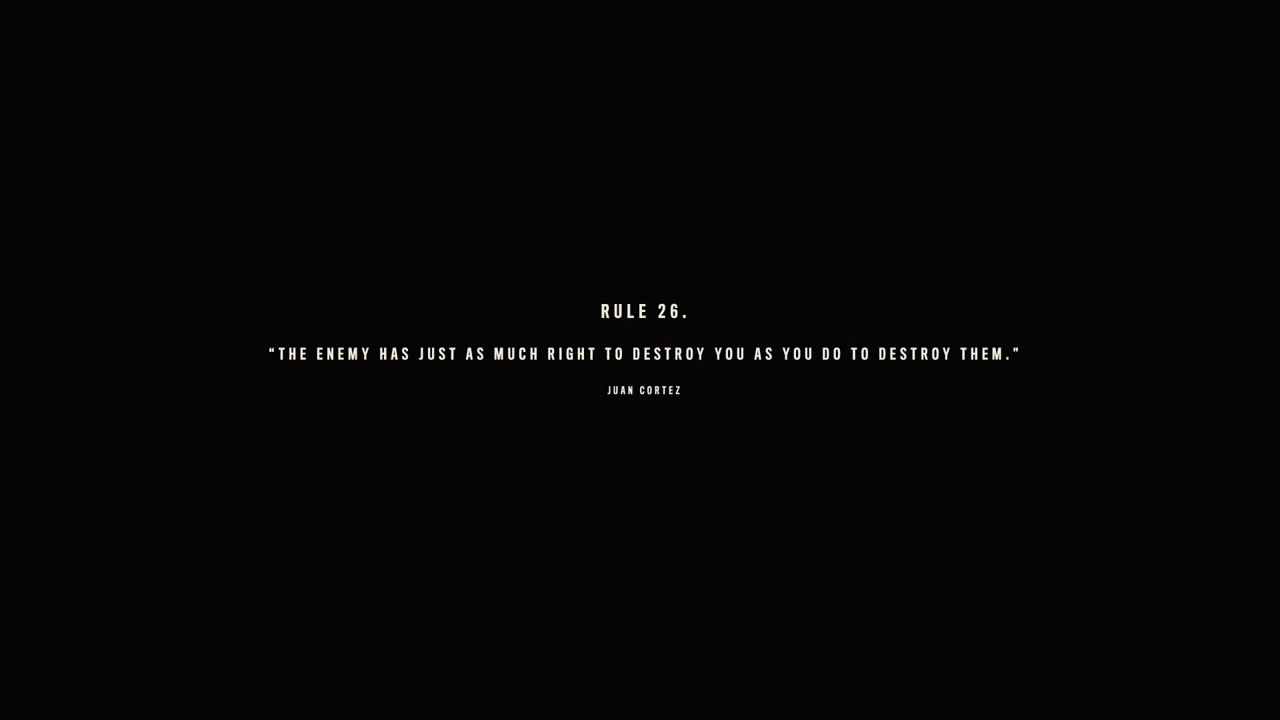 RULE 26.
“THE ENEMY HAS JUST AS MUCH RIGHT TO DESTROY YOU AS YOU DO TO DESTROY THEM.”
JUAN CORTEZ